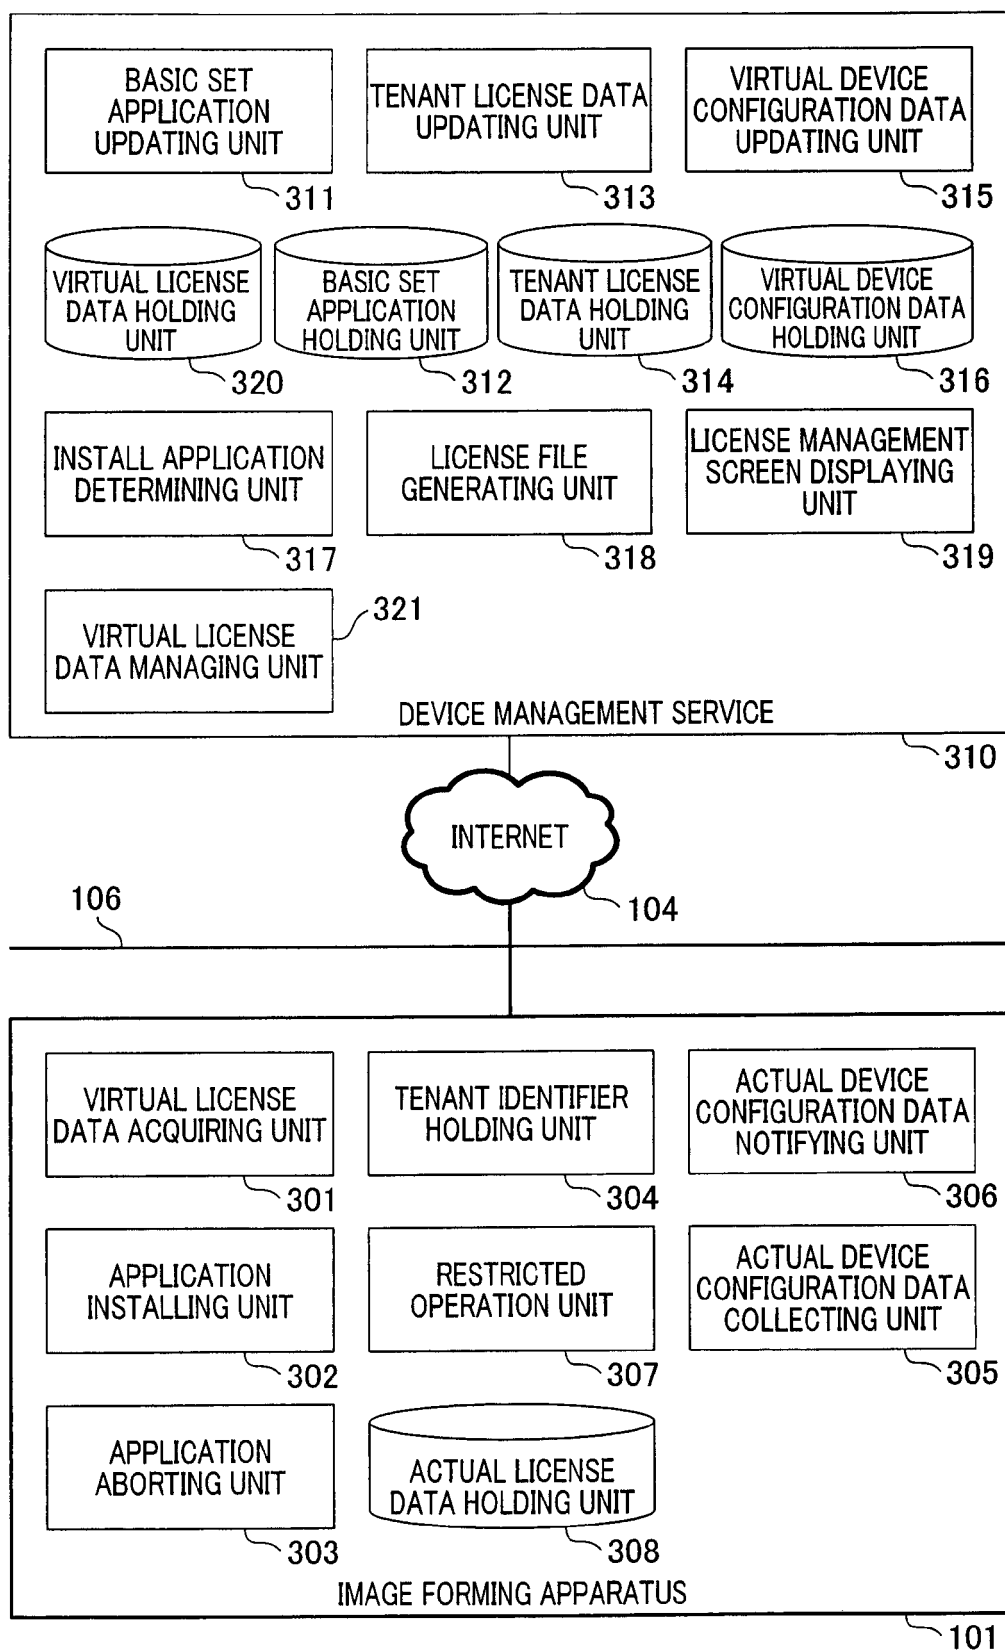 BASIC SET
APPLICATION
UPDATING UNIT
311
TENANT LICENSE DATA
UPDATING UNIT
313
VIRTUAL DEVICE
CONFIGURATION DATA
UPDATING UNIT
315
VIRTUAL LICENSE
DATA HOLDING
UNIT
320
BASIC SET
APPLICATION
HOLDING UNIT
312
TENANT LICENSE
DATA HOLDING
UNIT
314
VIRTUAL DEVICE
CONFIGURATION DATA
HOLDING UNIT
316
INSTALL APPLICATION
DETERMINING UNIT
317
LICENSE FILE
GENERATING UNIT
318
LICENSE MANAGEMENT
SCREEN DISPLAYING
UNIT
319
VIRTUAL LICENSE
DATA MANAGING UNIT
321
DEVICE MANAGEMENT SERVICE
310
INTERNET
104
106
VIRTUAL LICENSE
DATA ACQUIRING UNIT
301
TENANT IDENTIFIER
HOLDING UNIT
304
ACTUAL DEVICE
CONFIGURATION DATA
NOTIFYING UNIT
306
APPLICATION
INSTALLING UNIT
302
RESTRICTED
OPERATION UNIT
307
ACTUAL DEVICE
CONFIGURATION DATA
COLLECTING UNIT
305
APPLICATION
ABORTING UNIT
303
ACTUAL LICENSE
DATA HOLDING UNIT
308
IMAGE FORMING APPARATUS
101